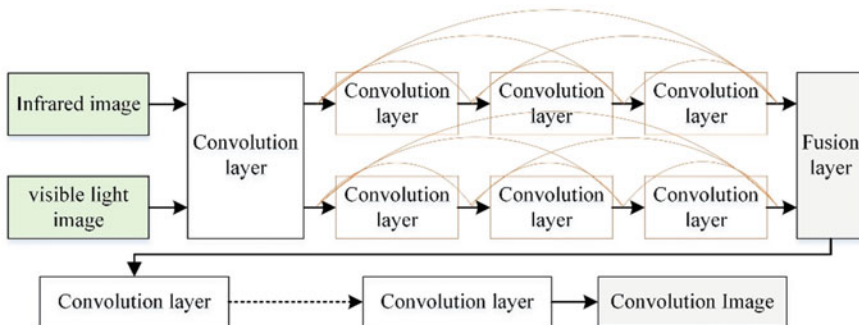 Infrared image
visible light
image
Convolution
layer
Convolution
layer
Convolution
layer
Convolution
layer
Convolution
layer
Convolution
layer
Convolution
layer
Fusion
layer
Convolution layer
Convolution layer
Convolution Image